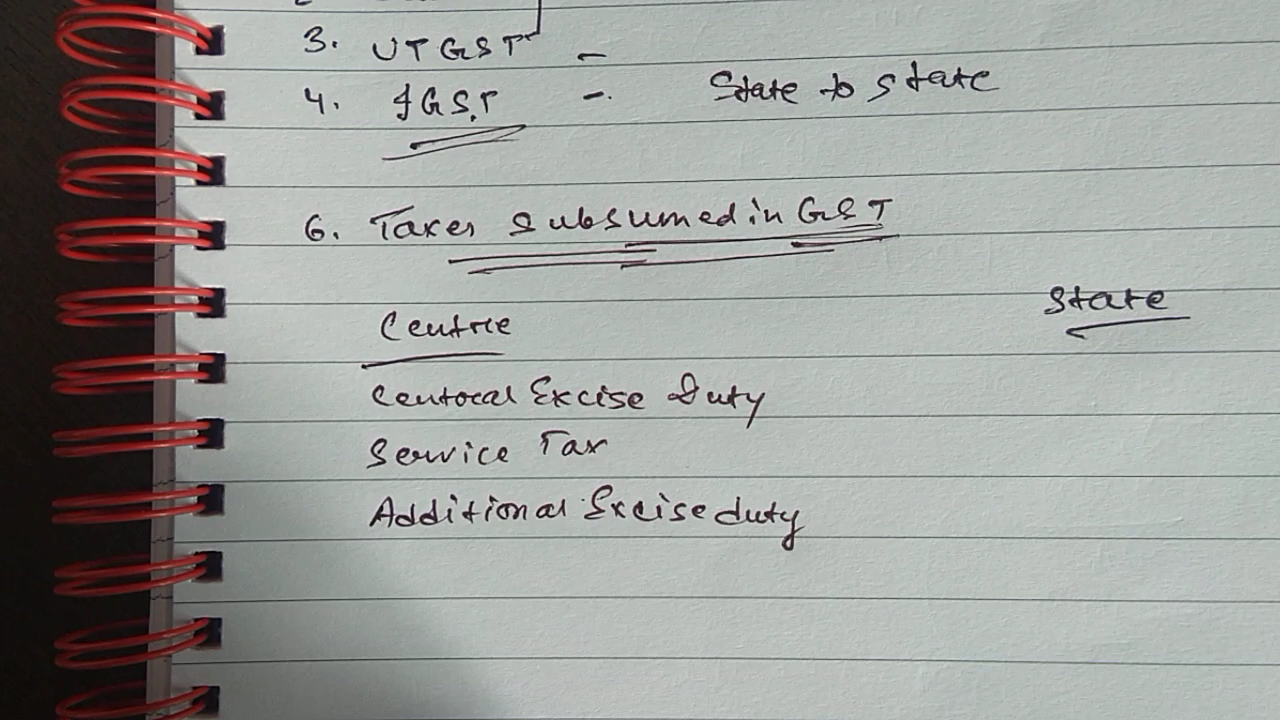 3. UTGST -
4. IGST -. State to state
6. Taxes subsumed in GST
Centre State
Central Excise Duty
Service Tax
Additional Excise duty